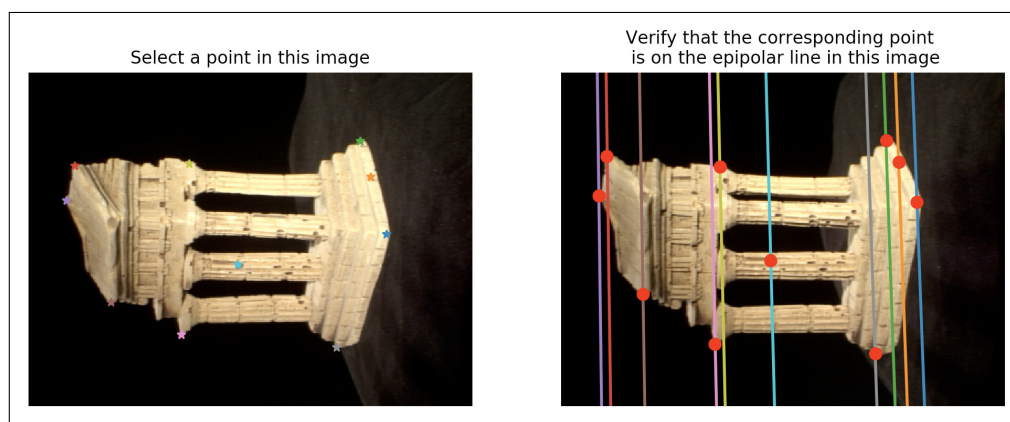 Select a point in this image
Verify that the corresponding point
is on the epipolar line in this image